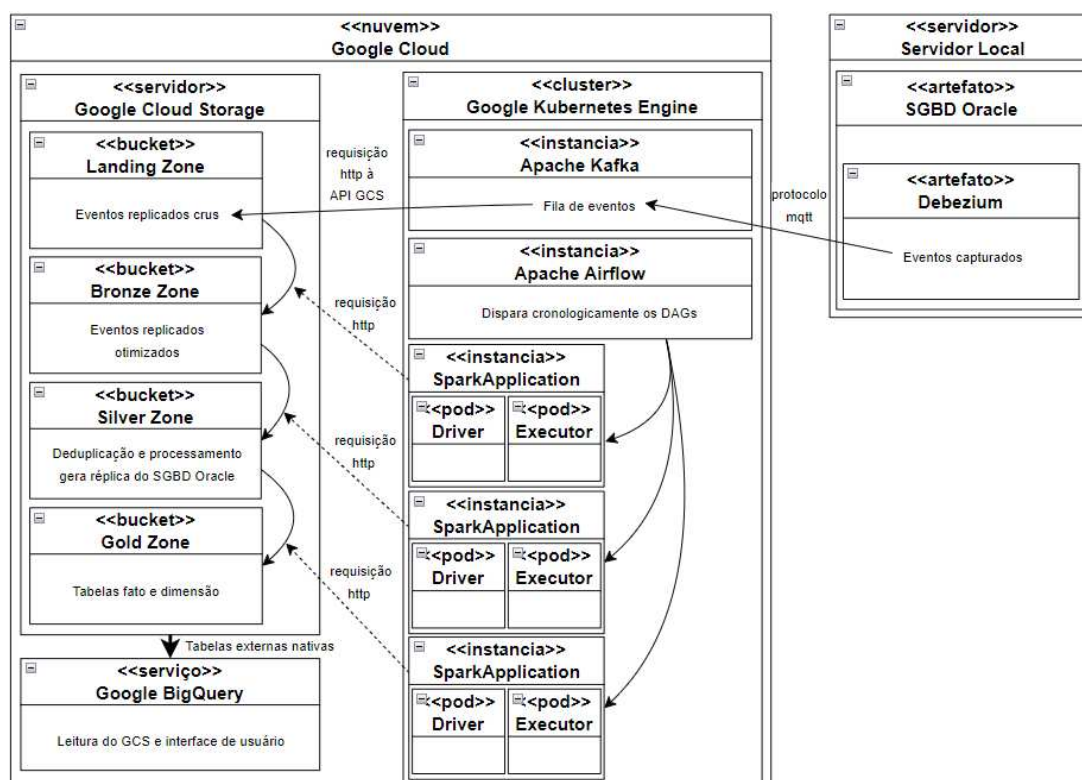 <<nuvem>>
Google Cloud
<<servidor>>
Google Cloud Storage
<<bucket>>
Landing Zone
Eventos replicados crus
<<bucket>>
Bronze Zone
Eventos replicados
otimizados
<<bucket>>
Silver Zone
Deduplicação e processamento
gera réplica do SGBD Oracle
<<bucket>>
Gold Zone
Tabelas fato e dimensão
Tabelas externas nativas
<<serviço>>
Google BigQuery
Leitura do GCS e interface de usuário
requisição
http à
API GCS
requisição
http
requisição
http
requisição
http
<<cluster>>
Google Kubernetes Engine
<<instancia>>
Apache Kafka
Fila de eventos
<<instancia>>
Apache Airflow
Dispara cronologicamente os DAGs
<<instancia>>
SparkApplication
<<pod>>
Driver
<<pod>>
Executor
<<instancia>>
SparkApplication
<<pod>>
Driver
<<pod>>
Executor
<<instancia>>
SparkApplication
<<pod>>
Driver
<<pod>>
Executor
protocolo
mqtt
<<servidor>>
Servidor Local
<<artefato>>
SGBD Oracle
<<artefato>>
Debezium
Eventos capturados